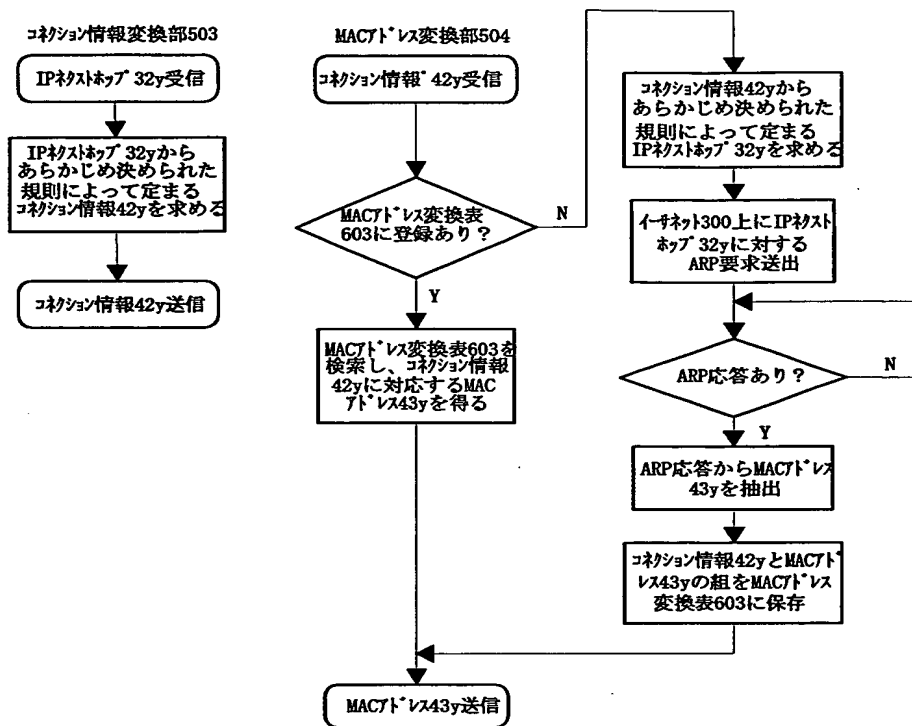 コネクション情報変換部503
IPネクストホップ32y受信
IPネクストホップ32yから
あらかじめ決められた
規則によって定まる
コネクション情報42yを求める
コネクション情報42y送信
MACアドレス変換部504
コネクション情報42y受信
MACアドレス変換表
603に登録あり？
N
Y
MACアドレス変換表603を
検索し、コネクション情報
42yに対応するMAC
アドレス43yを得る
コネクション情報42yから
あらかじめ決められた
規則によって定まる
IPネクストホップ32yを求める
イーサネット300上にIPネクスト
ホップ32yに対する
ARP要求送出
ARP応答あり？
N
Y
ARP応答からMACアドレス
43yを抽出
コネクション情報42yとMACアド
レス43yの組をMACアドレス
変換表603に保存
MACアドレス43y送信